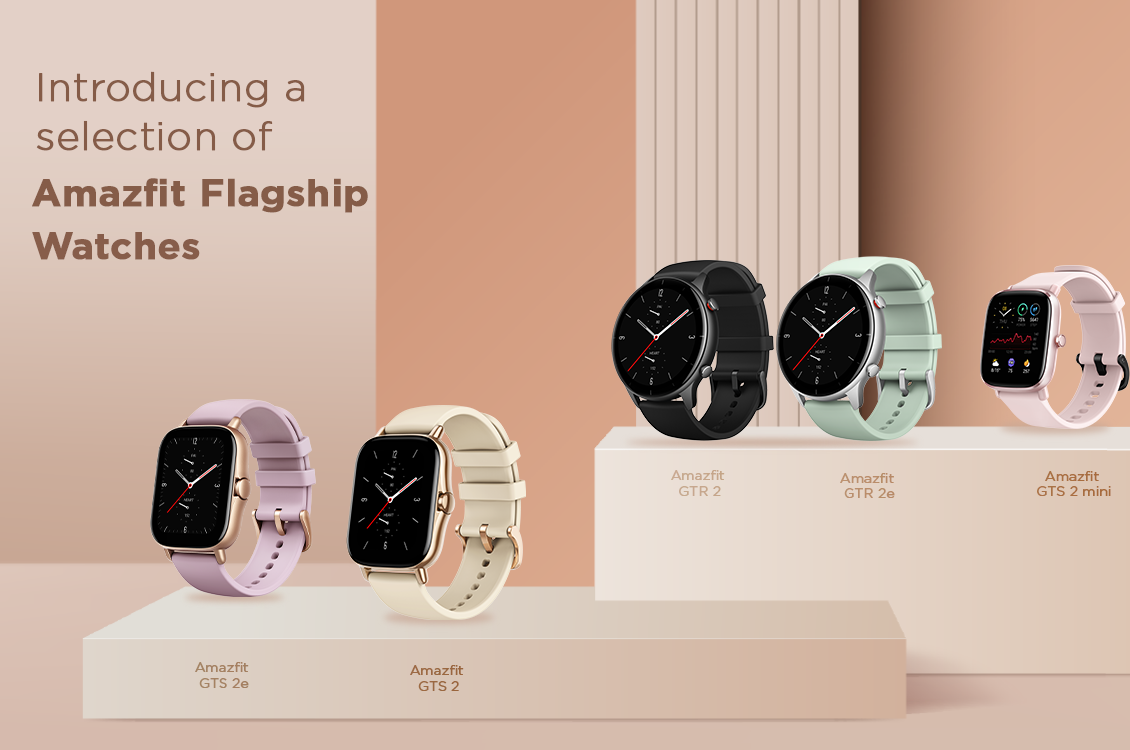 Introducing a
selection of
Amazfit Flagship
Watches
Amazfit
GTR 2
Amazfit
GTR 2e
Amazfit
GTS 2 mini
Amazfit
GTS 2e
Amazfit
GTS 2